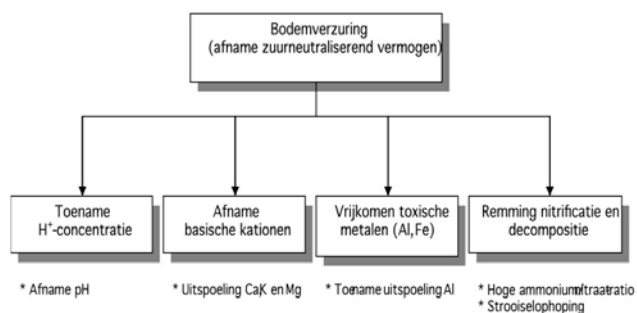 Bodemverzuring
(afname zuurneutraliserend vermogen)
Toename
H⁺-concentratie
Afname
basische kationen
Vrijkomen toxische
metalen (Al,Fe)
Remming nitrificatie en
decompositie
* Afname pH
* Uitspoeling Ca,K en Mg
* Toename uitspoeling Al
* Hoge ammonium/nitraat-ratio
* Strooiselophoping